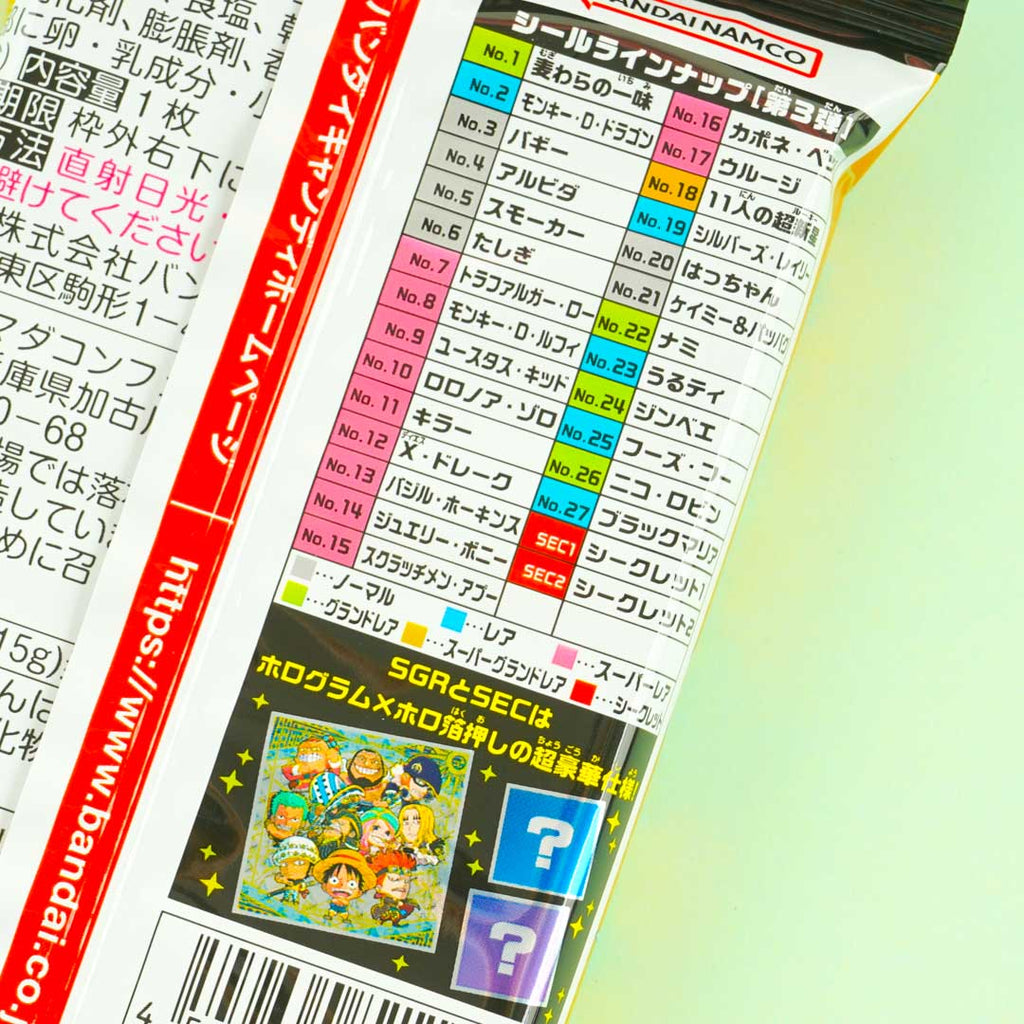 乳化剤、膨脹剤、香
に卵・乳成分・小
内容量 1枚
期限 枠外右下に
方法 直射日光・
避けてください
株式会社バン
東区駒形1-4
マダコンフ
兵庫県加古川
0-68
場では落
造してい
めに召
15g)
んは
化物
バンダイキャンディホームページ
https://www.bandai.co.j
BANDAI NAMCO
シールラインナップ[第3弾]
No.1 麦わらの一味
No.2 モンキー・D・ドラゴン
No.3 バギー
No.4 アルビダ
No.5 スモーカー
No.6 たしぎ
No.7 トラファルガー・ロー
No.8 モンキー・D・ルフィ
No.9 ユースタス・キッド
No.10 ロロノア・ゾロ
No.11 キラー
No.12 X・ドレーク
No.13 バジル・ホーキンス
No.14 ジュエリー・ボニー
No.15 スクラッチメン・アプー
No.16 カポネ・ベッ
No.17 ウルージ
No.18 11人の超新星
No.19 シルバーズ・レイリー
No.20 はっちゃん
No.21 ケイミー&パッパグ
No.22 ナミ
No.23 うるティ
No.24 ジンベエ
No.25 フーズ・フー
No.26 ニコ・ロビン
No.27 ブラックマリア
SEC1 シークレット1
SEC2 シークレット2
…ノーマル …レア …スーパーレア
…グランドレア …スーパーグランドレア …シークレット
SGRとSECは
ホログラム×ホロ箔押しの超豪華仕様!
?
?
4